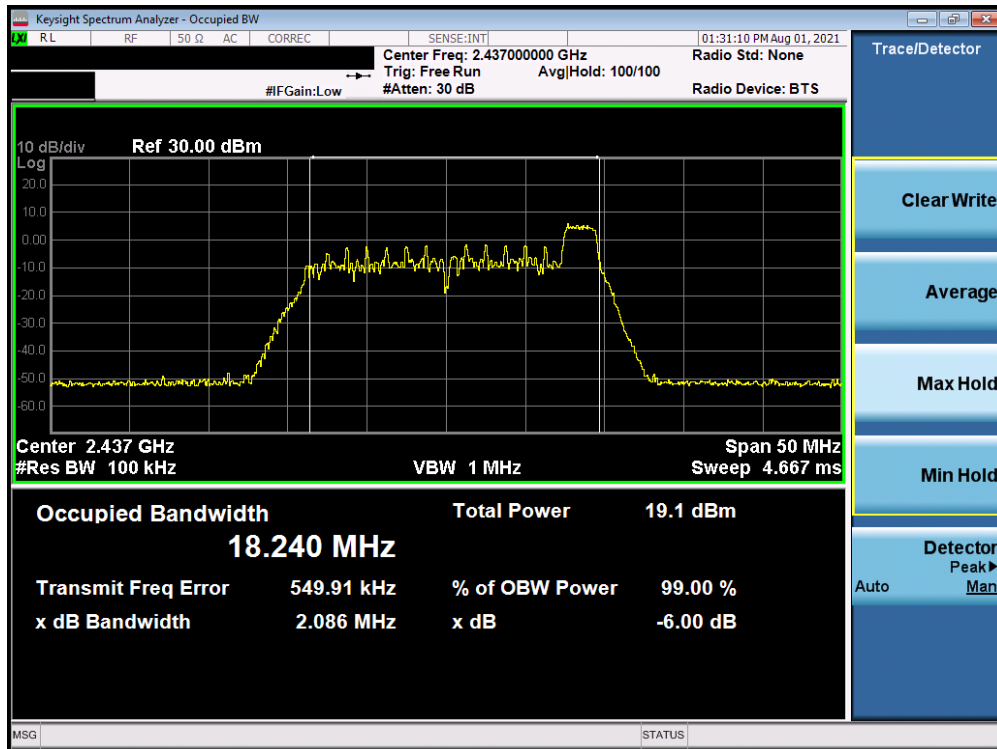 Keysight Spectrum Analyzer - Occupied BW
LXI RL RF 50 Ω AC CORREC SENSE:INT 01:31:10 PM Aug 01, 2021
Center Freq: 2.437000000 GHz Radio Std: None
Trig: Free Run Avg|Hold: 100/100
#IFGain:Low #Atten: 30 dB Radio Device: BTS
10 dB/div Ref 30.00 dBm
Log
20.0
10.0
0.00
-10.0
-20.0
-30.0
-40.0
-50.0
-60.0
Center 2.437 GHz Span 50 MHz
#Res BW 100 kHz VBW 1 MHz Sweep 4.667 ms
Occupied Bandwidth Total Power 19.1 dBm
18.240 MHz
Transmit Freq Error 549.91 kHz % of OBW Power 99.00 %
x dB Bandwidth 2.086 MHz x dB -6.00 dB
MSG STATUS
Trace/Detector
Clear Write
Average
Max Hold
Min Hold
Detector
Peak▶
Auto Man